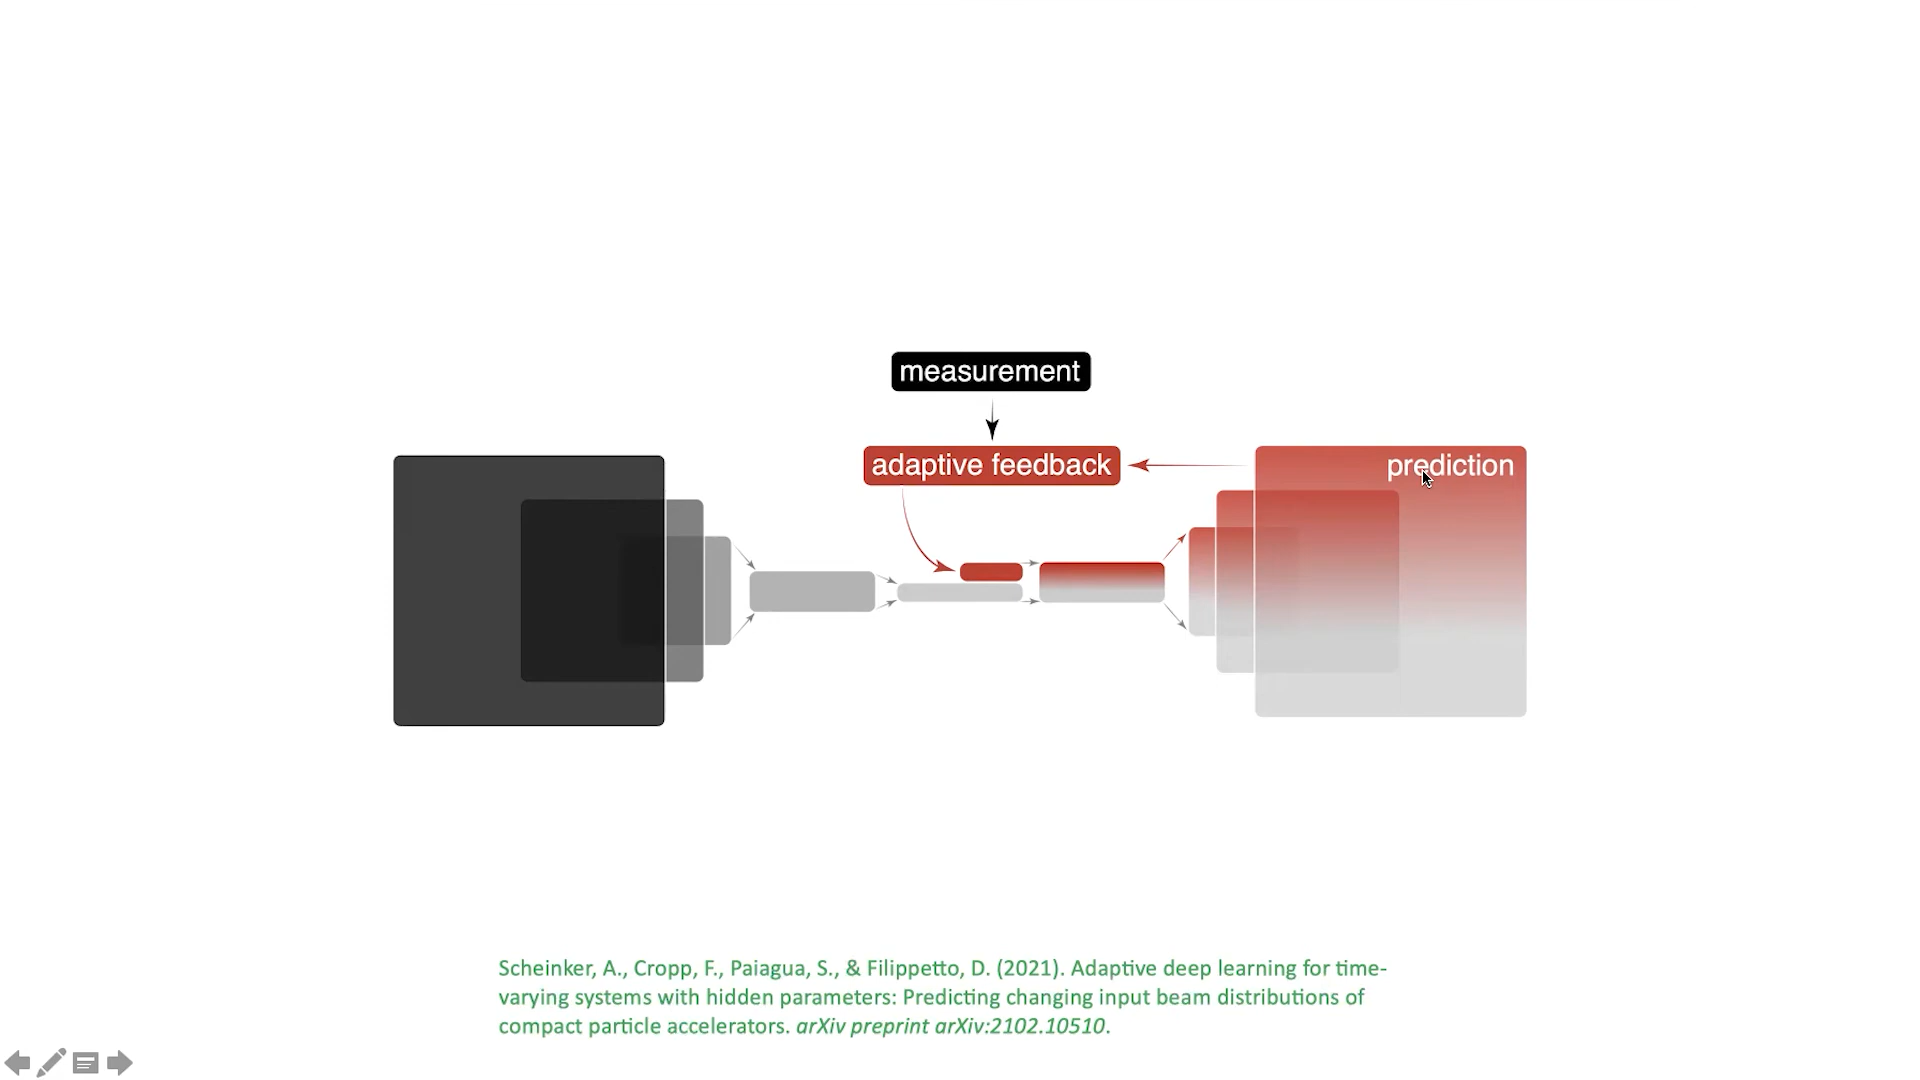 measurement
adaptive feedback
prediction
Scheinker, A., Cropp, F., Paiagua, S., & Filippetto, D. (2021). Adaptive deep learning for time-
varying systems with hidden parameters: Predicting changing input beam distributions of
compact particle accelerators. arXiv preprint arXiv:2102.10510.